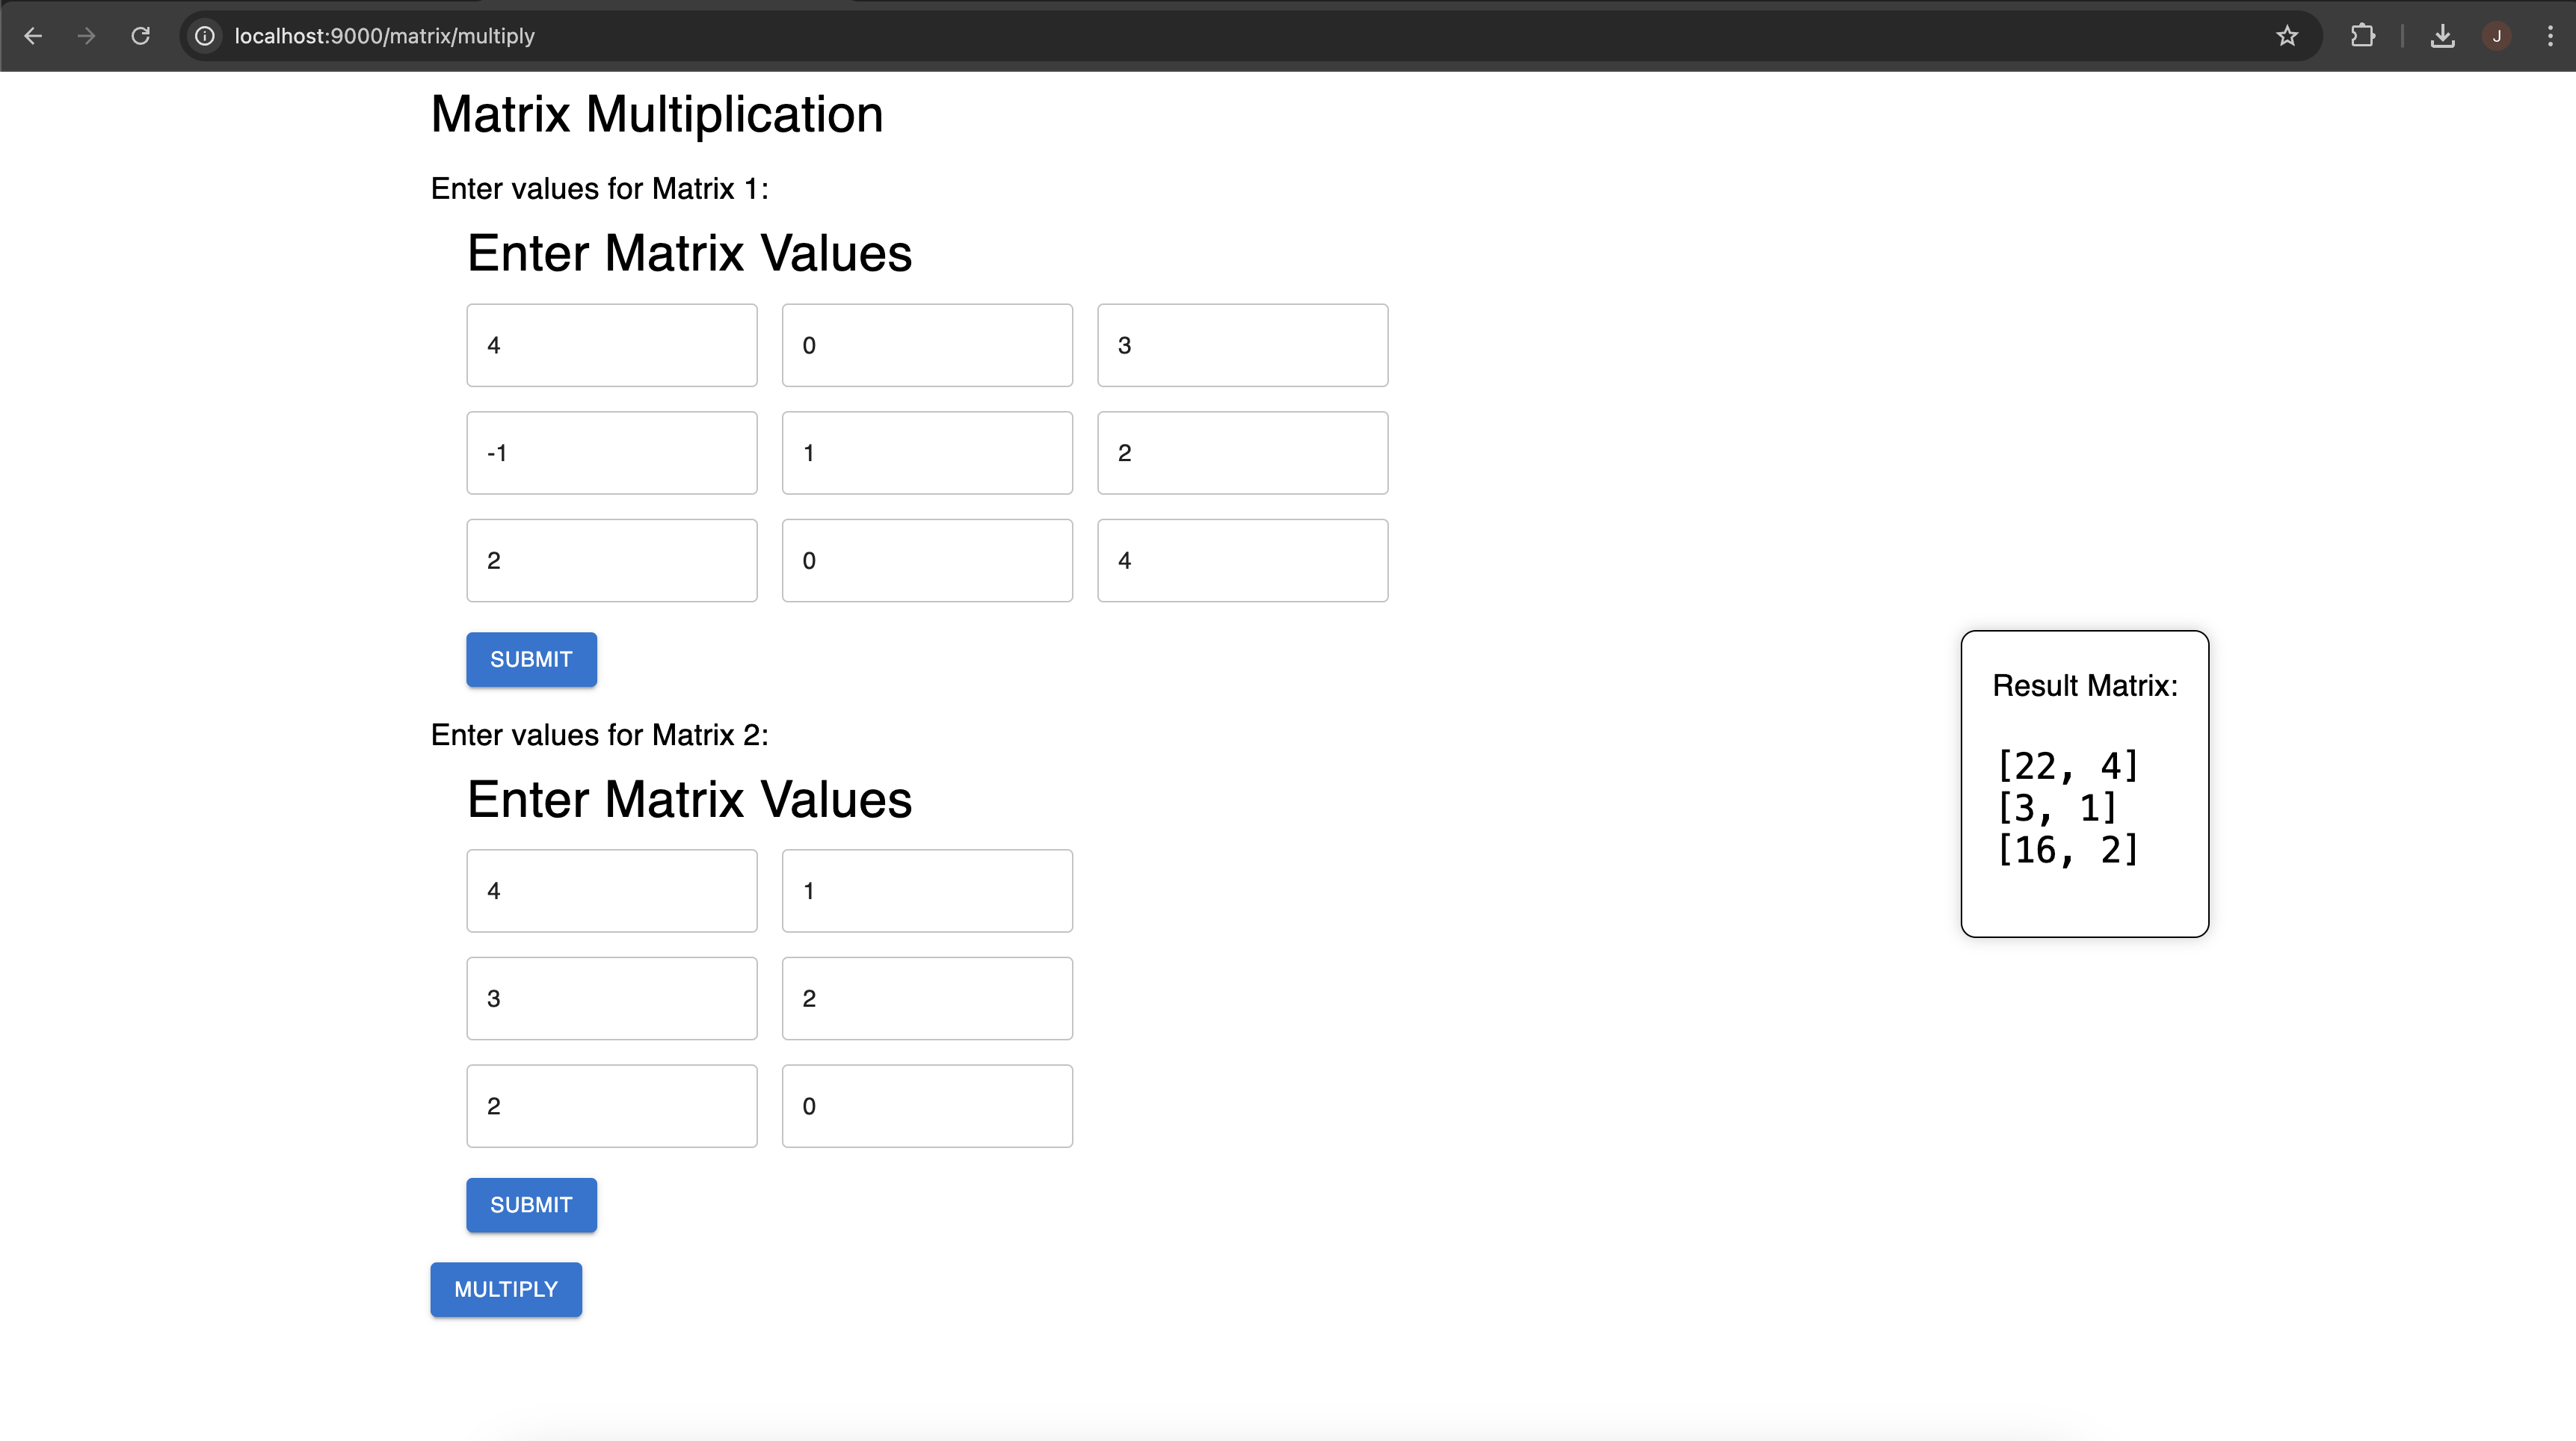 localhost:9000/matrix/multiply
J
Matrix Multiplication
Enter values for Matrix 1:
Enter Matrix Values
4 0 3
-1 1 2
2 0 4
SUBMIT
Enter values for Matrix 2:
Enter Matrix Values
4 1
3 2
2 0
SUBMIT
MULTIPLY
Result Matrix:
[22, 4]
[3, 1]
[16, 2]